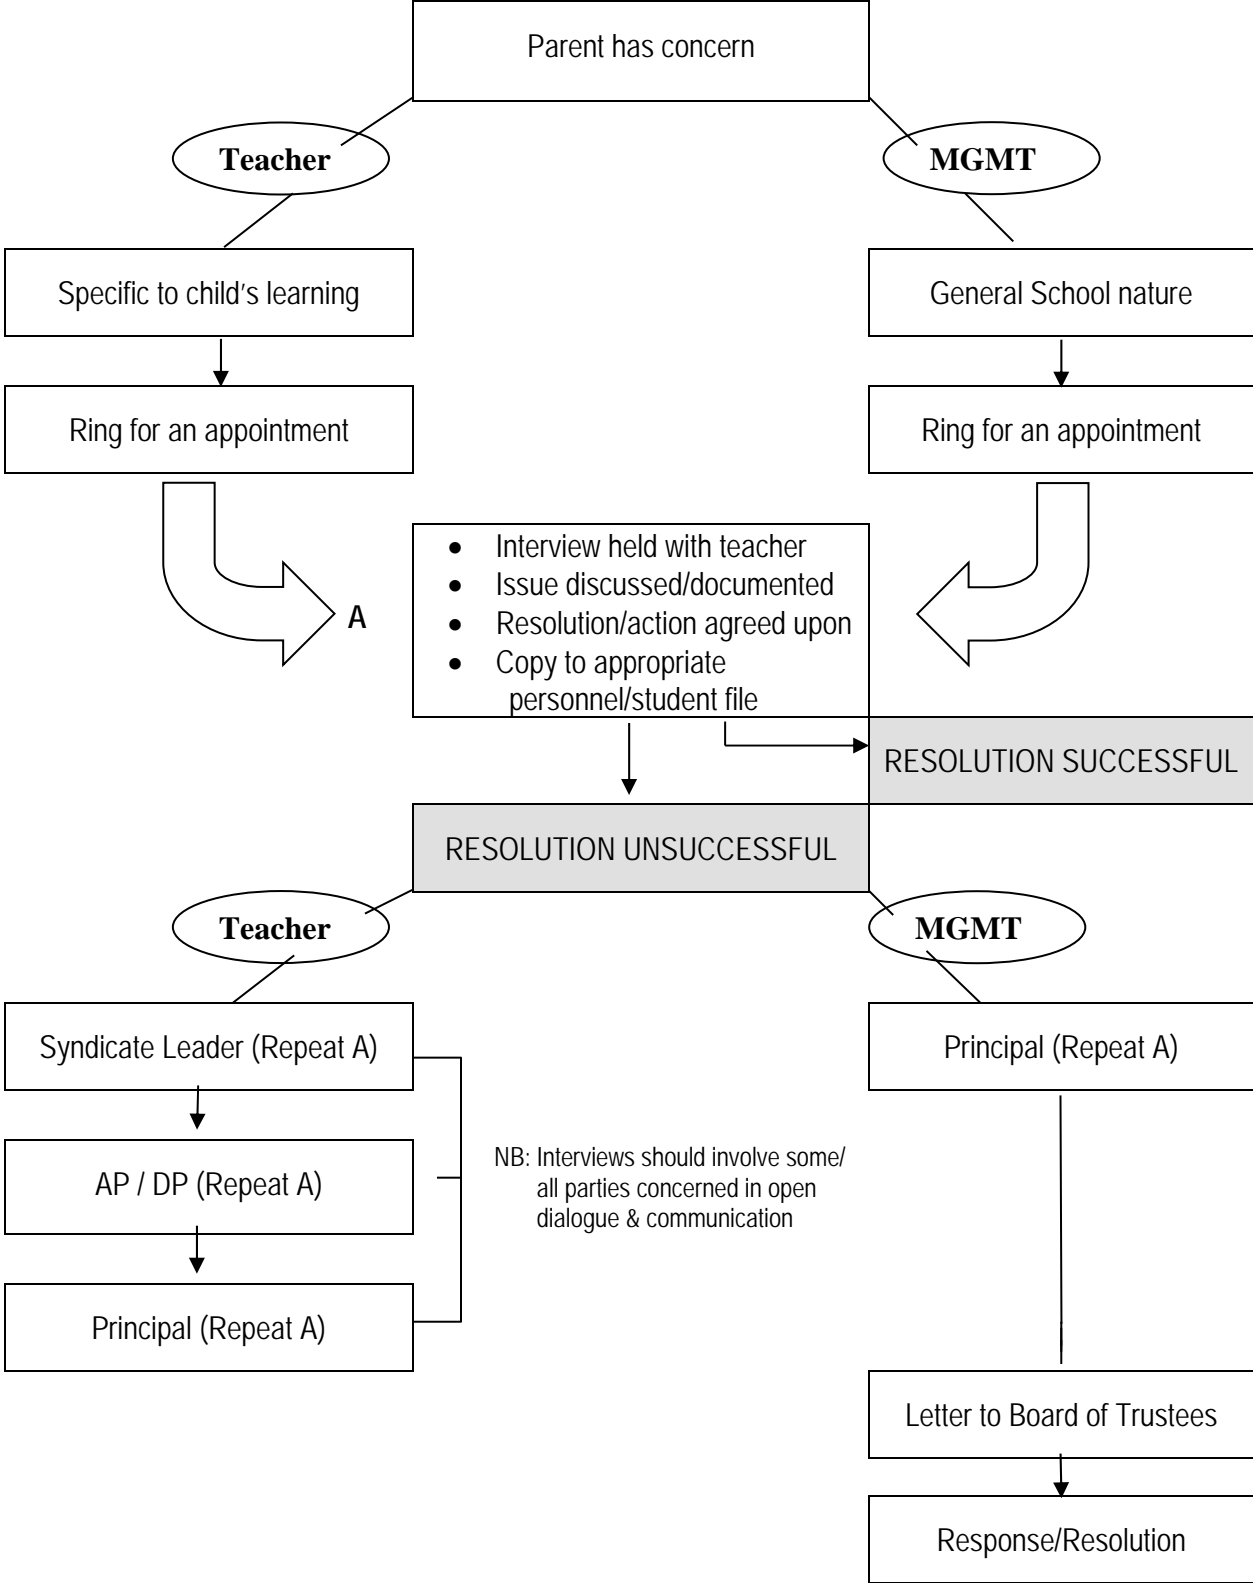 Parent has concern
Teacher
MGMT
Specific to child's learning
General School nature
Ring for an appointment
Ring for an appointment
A
• Interview held with teacher
• Issue discussed/documented
• Resolution/action agreed upon
• Copy to appropriate
personnel/student file
RESOLUTION SUCCESSFUL
RESOLUTION UNSUCCESSFUL
Teacher
MGMT
Syndicate Leader (Repeat A)
Principal (Repeat A)
AP / DP (Repeat A)
NB: Interviews should involve some/
all parties concerned in open
dialogue & communication
Principal (Repeat A)
Letter to Board of Trustees
Response/Resolution